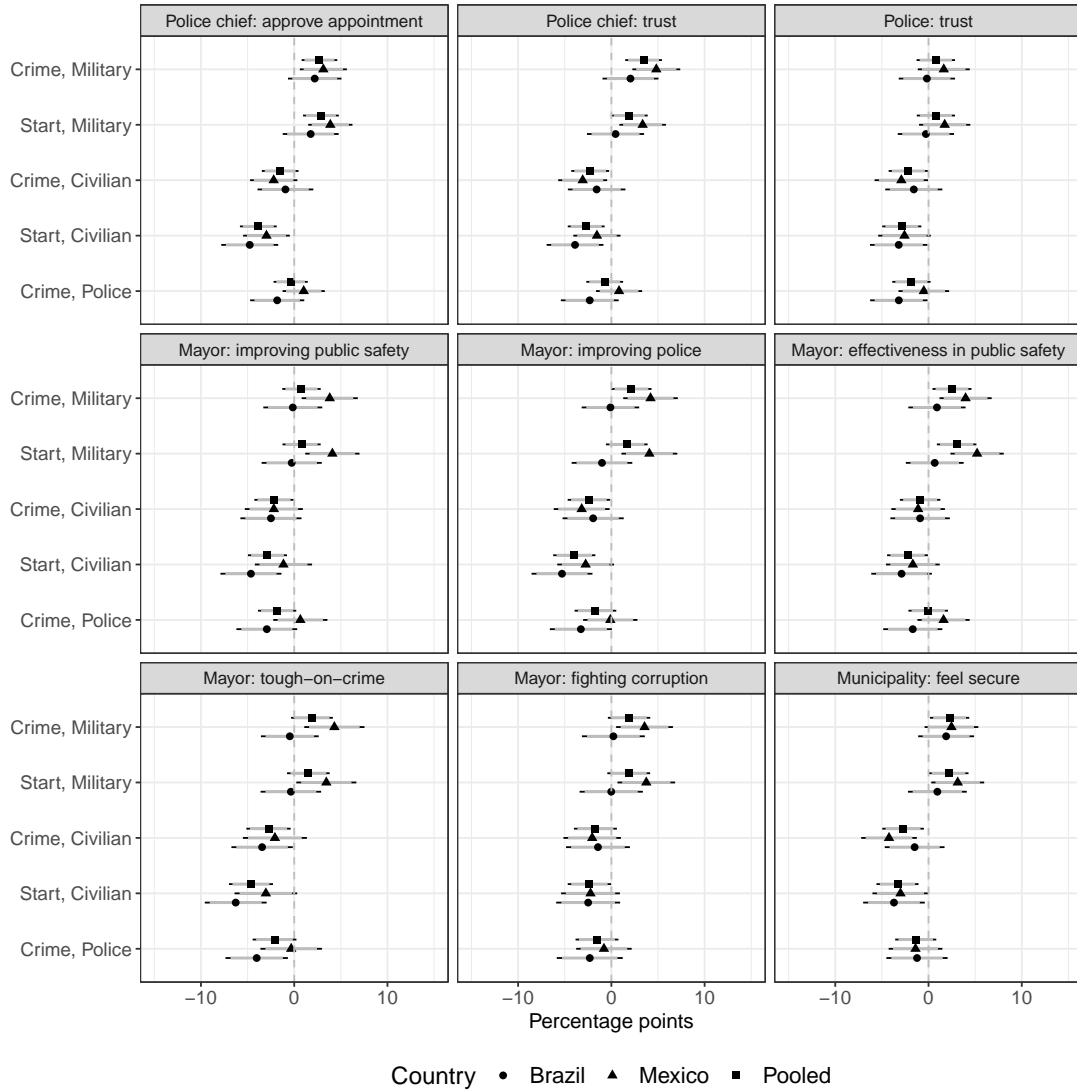 Police chief: approve appointment Police chief: trust Police: trust
Crime, Military
Start, Military
Crime, Civilian
Start, Civilian
Crime, Police
Mayor: improving public safety Mayor: improving police Mayor: effectiveness in public safety
Crime, Military
Start, Military
Crime, Civilian
Start, Civilian
Crime, Police
Mayor: tough−on−crime Mayor: fighting corruption Municipality: feel secure
Crime, Military
Start, Military
Crime, Civilian
Start, Civilian
Crime, Police
−10 0 10 −10 0 10 −10 0 10
Percentage points
Country Brazil Mexico Pooled